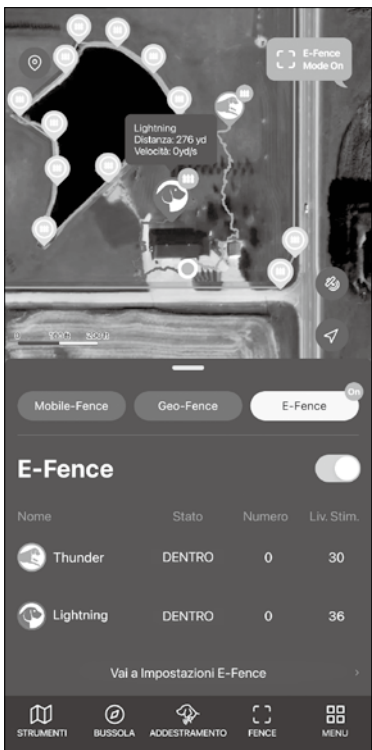 E-Fence
Mode On
Lightning
Distanza: 276 yd
Velocità: 0yd/s
Mobile-Fence
Geo-Fence
E-Fence
On
E-Fence
Nome Stato Numero Liv. Stim.
Thunder DENTRO 0 30
Lightning DENTRO 0 36
Vai a Impostazioni E-Fence
STRUMENTI BUSSOLA ADDESTRAMENTO FENCE MENU